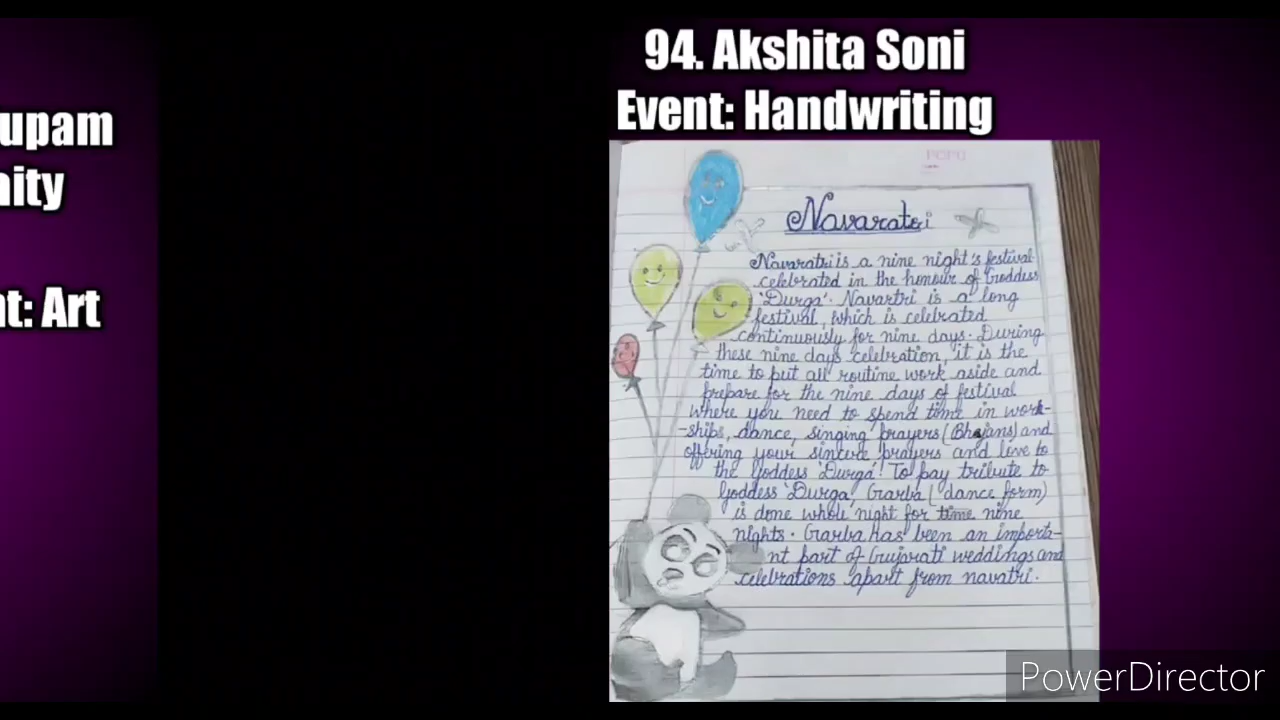 upam
aity
nt: Art
94. Akshita Soni
Event: Handwriting
Navaratri
Navaratri is a nine night's festival
celebrated in the honour of Goddess
'Durga'. Navartri is a long
festival, which is celebrated
continuously for nine days. During
these nine days celebration, it is the
time to put all routine work aside and
prepare for the nine days of festival
where you need to spend time in work-
-ships, dance, singing prayers (Bhajans) and
offering your sincere prayers and love to
the Goddess 'Durga'! To pay tribute to
Goddess 'Durga, Garba ( dance form)
is done whole night for time nine
nights. Garba has been an importa-
nt part of Gujarati weddings and
celebrations apart from navatri.
PowerDirector